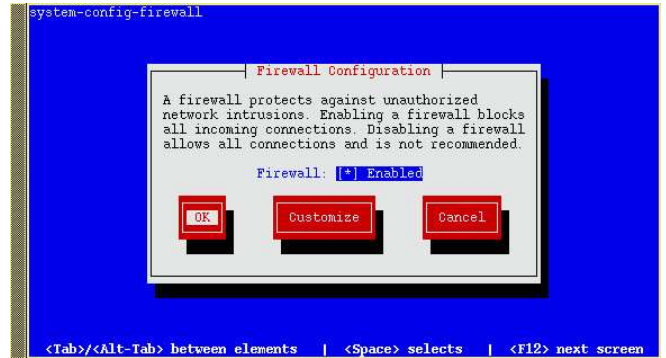 system-config-firewall
Firewall Configuration
A firewall protects against unauthorized
network intrusions. Enabling a firewall blocks
all incoming connections. Disabling a firewall
allows all connections and is not recommended.
Firewall: [*] Enabled
OK Customize Cancel
<Tab>/<Alt-Tab> between elements | <Space> selects | <F12> next screen